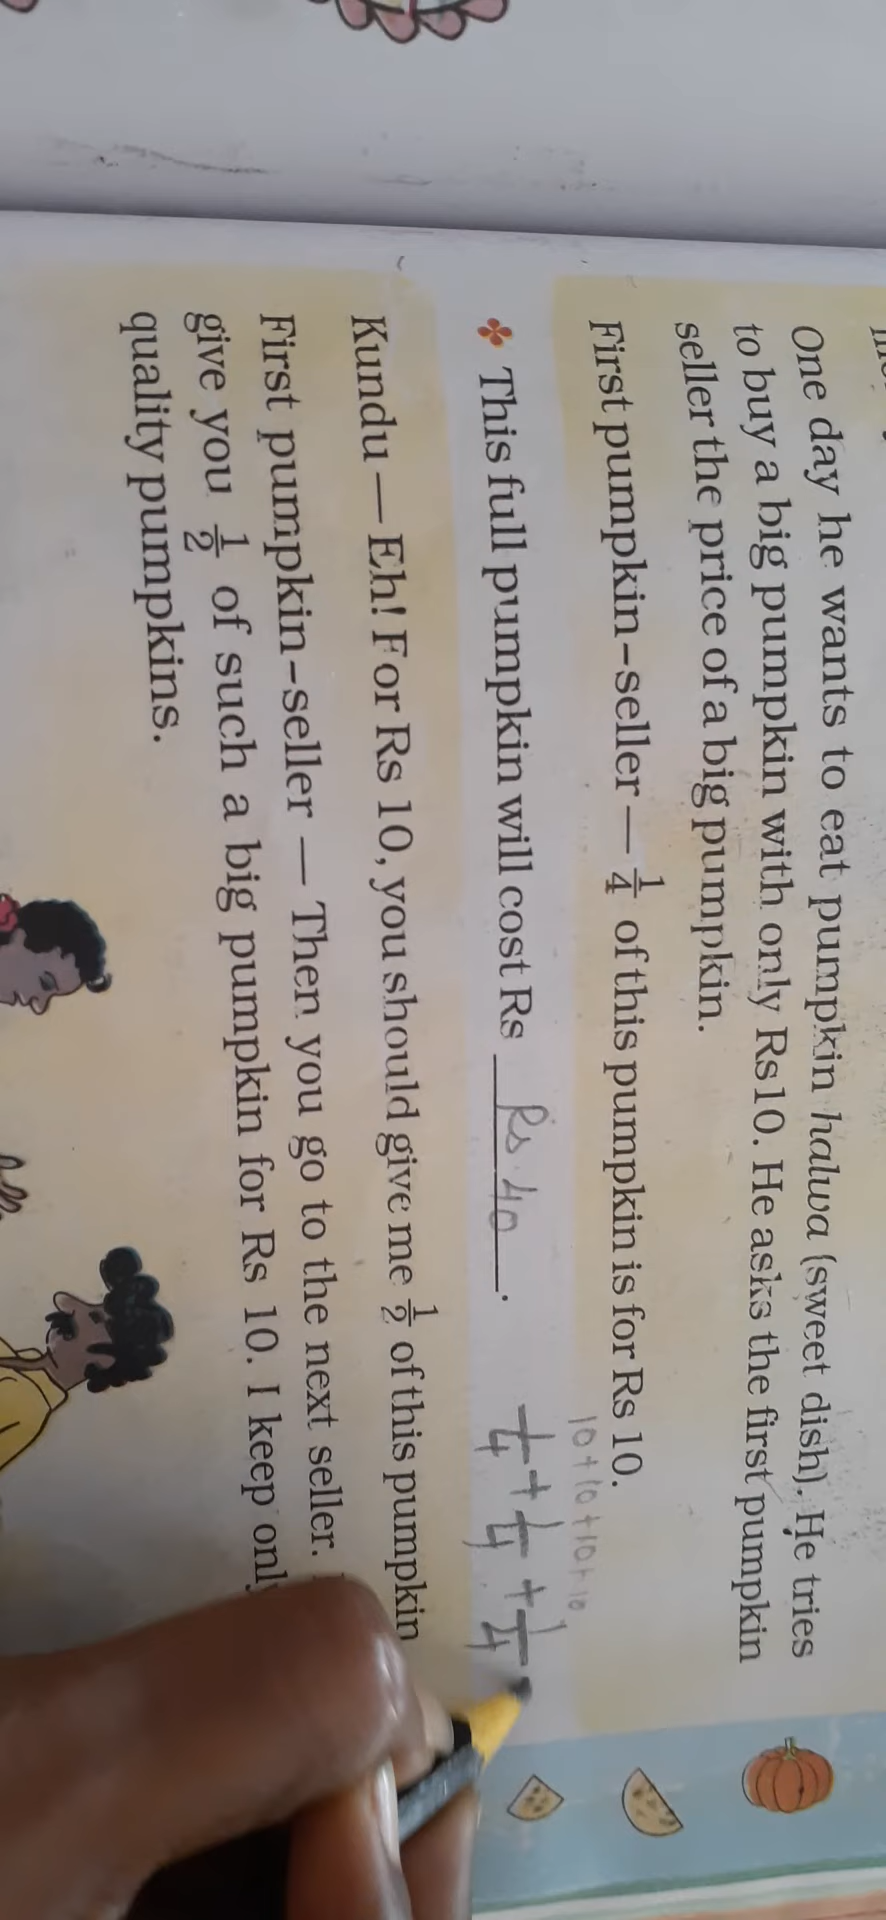 One day he wants to eat pumpkin halwa (sweet dish). He tries
to buy a big pumpkin with only Rs10. He asks the first pumpkin
seller the price of a big pumpkin.
First pumpkin-seller — 1/4 of this pumpkin is for Rs 10.
10+10+10+10
❖ This full pumpkin will cost Rs Rs 40.
1/4 + 1/4 + 1/4
Kundu — Eh! For Rs 10, you should give me 1/2 of this pumpkin
First pumpkin-seller — Then you go to the next seller.
give you 1/2 of such a big pumpkin for Rs 10. I keep
quality pumpkins.